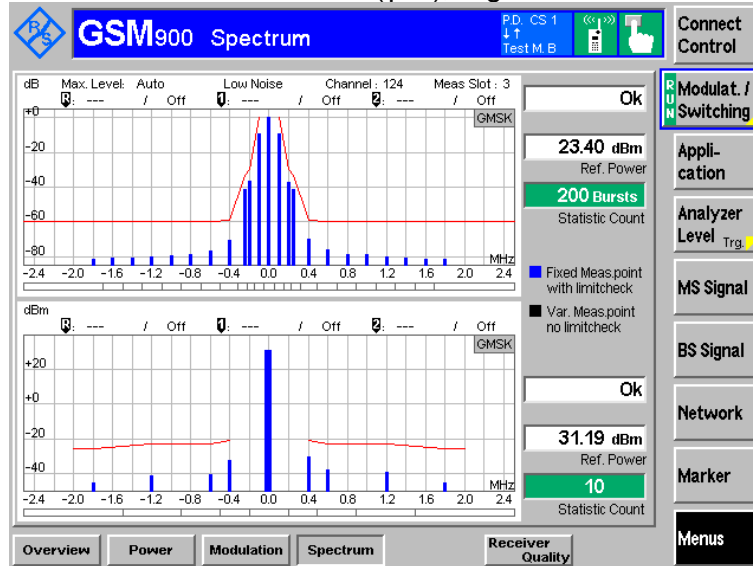 R&S
GSM900 Spectrum
P.D. CS 1
Test M. B
Connect
Control
dB Max. Level: Auto Low Noise Channel : 124 Meas Slot : 3
R: --- / Off 1: --- / Off 2: --- / Off
GMSK
+0
-20
-40
-60
-80
MHz
-2.4 -2.0 -1.6 -1.2 -0.8 -0.4 0.0 0.4 0.8 1.2 1.6 2.0 2.4
Ok
23.40 dBm
Ref. Power
200 Bursts
Statistic Count
Fixed Meas.point
with limitcheck
Var. Meas.point
no limitcheck
dBm
R: --- / Off 1: --- / Off 2: --- / Off
GMSK
+20
+0
-20
-40
MHz
-2.4 -2.0 -1.6 -1.2 -0.8 -0.4 0.0 0.4 0.8 1.2 1.6 2.0 2.4
Ok
31.19 dBm
Ref. Power
10
Statistic Count
RUN
Modulat. /
Switching
Appli-
cation
Analyzer
Level Trg.
MS Signal
BS Signal
Network
Marker
Menus
Overview Power Modulation Spectrum Receiver
Quality